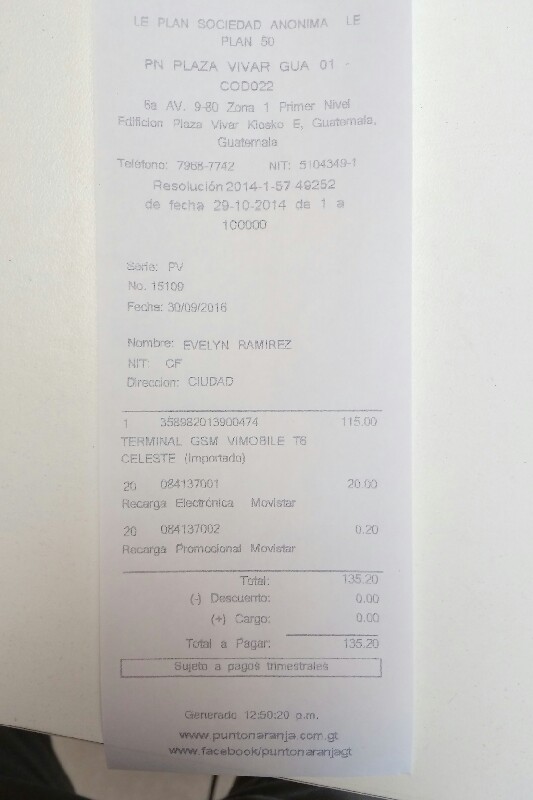 LE PLAN SOCIEDAD ANONIMA LE
PLAN 50
PN PLAZA VIVAR GUA 01 -
COD022
6a AV. 9-80 Zona 1 Primer Nivel
Edificion Plaza Vivar Kiosko E, Guatemala,
Guatemala
Telefono: 7968-7742 NIT: 5104349-1
Resolución 2014-1-57 49252
de fecha 29-10-2014 de 1 a
100000
Serie: PV
No. 15109
Fecha: 30/09/2016
Nombre: EVELYN RAMIREZ
NIT: CF
Direccion: CIUDAD
1 358982013900474 115.00
TERMINAL GSM VIMOBILE T6
CELESTE (Importado)
20 084137001 20.00
Recarga Electrónica Movistar
20 084137002 0.20
Recarga Promocional Movistar
Total: 135.20
(-) Descuento: 0.00
(+) Cargo: 0.00
Total a Pagar: 135.20
Sujeto a pagos trimestrales
Generado 12:50:20 p.m.
www.puntonaranja.com.gt
www.facebook/puntonaranjagt